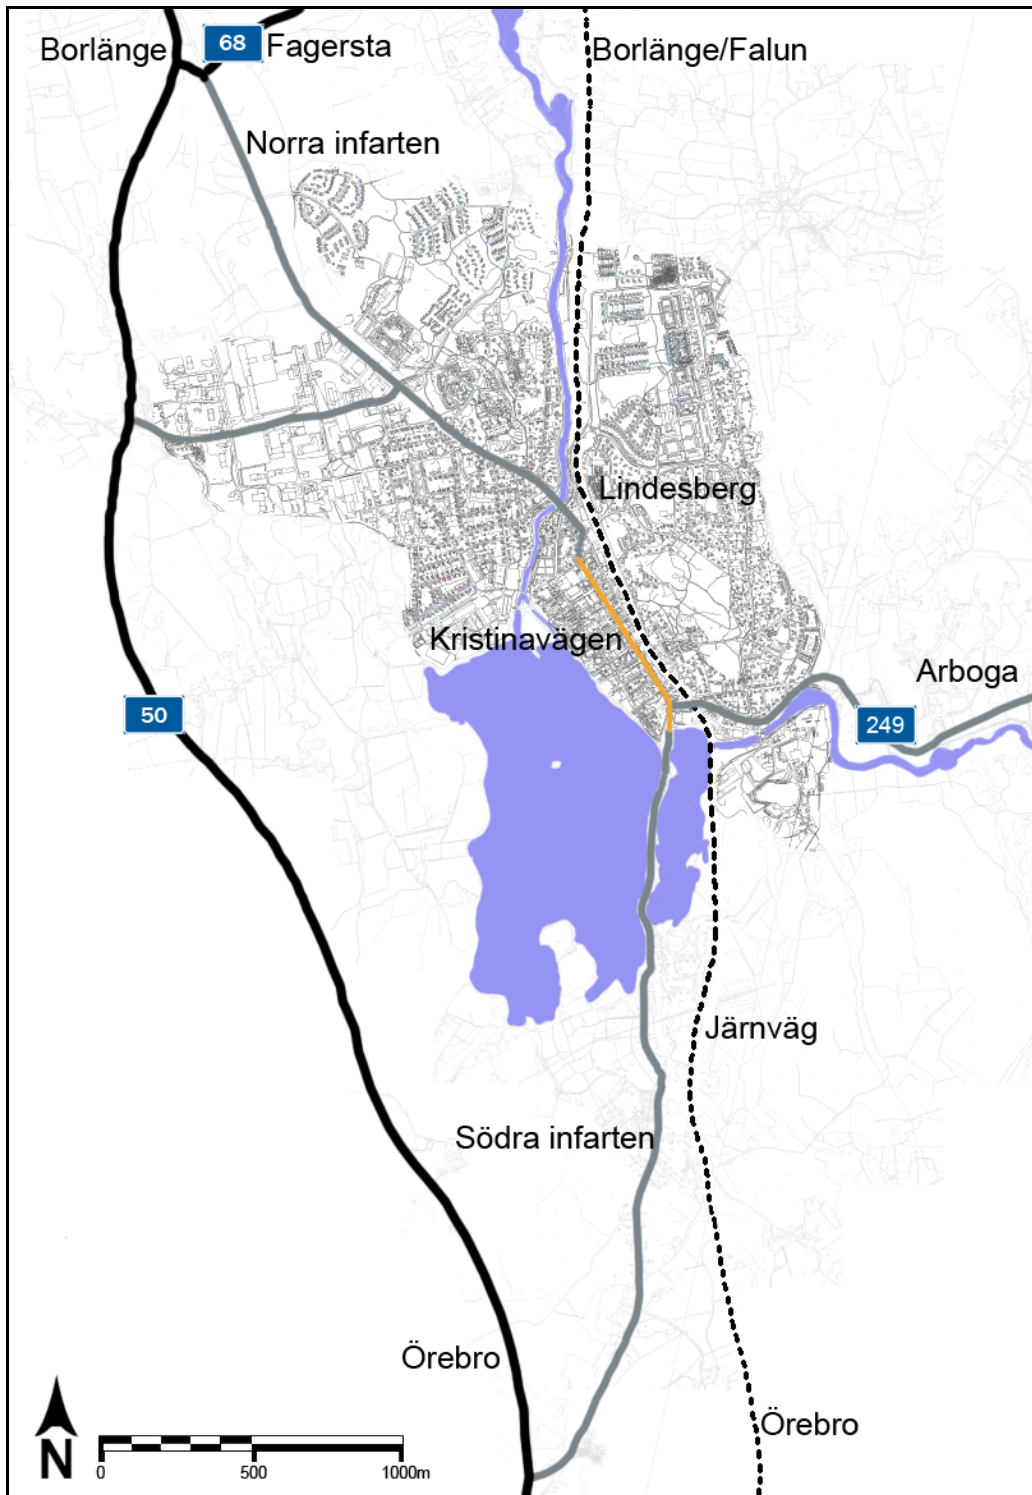 Borlänge
68
Fagersta
Borlänge/Falun
Norra infarten
Lindesberg
Kristinavägen
Arboga
50
249
Järnväg
Södra infarten
Örebro
Örebro
N
0 500 1000m